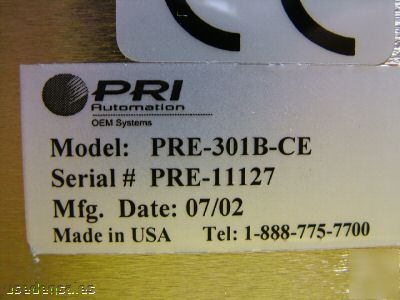 PRI
Automation
OEM Systems
Model: PRE-301B-CE
Serial # PRE-11127
Mfg. Date: 07/02
Made in USA Tel: 1-888-775-7700